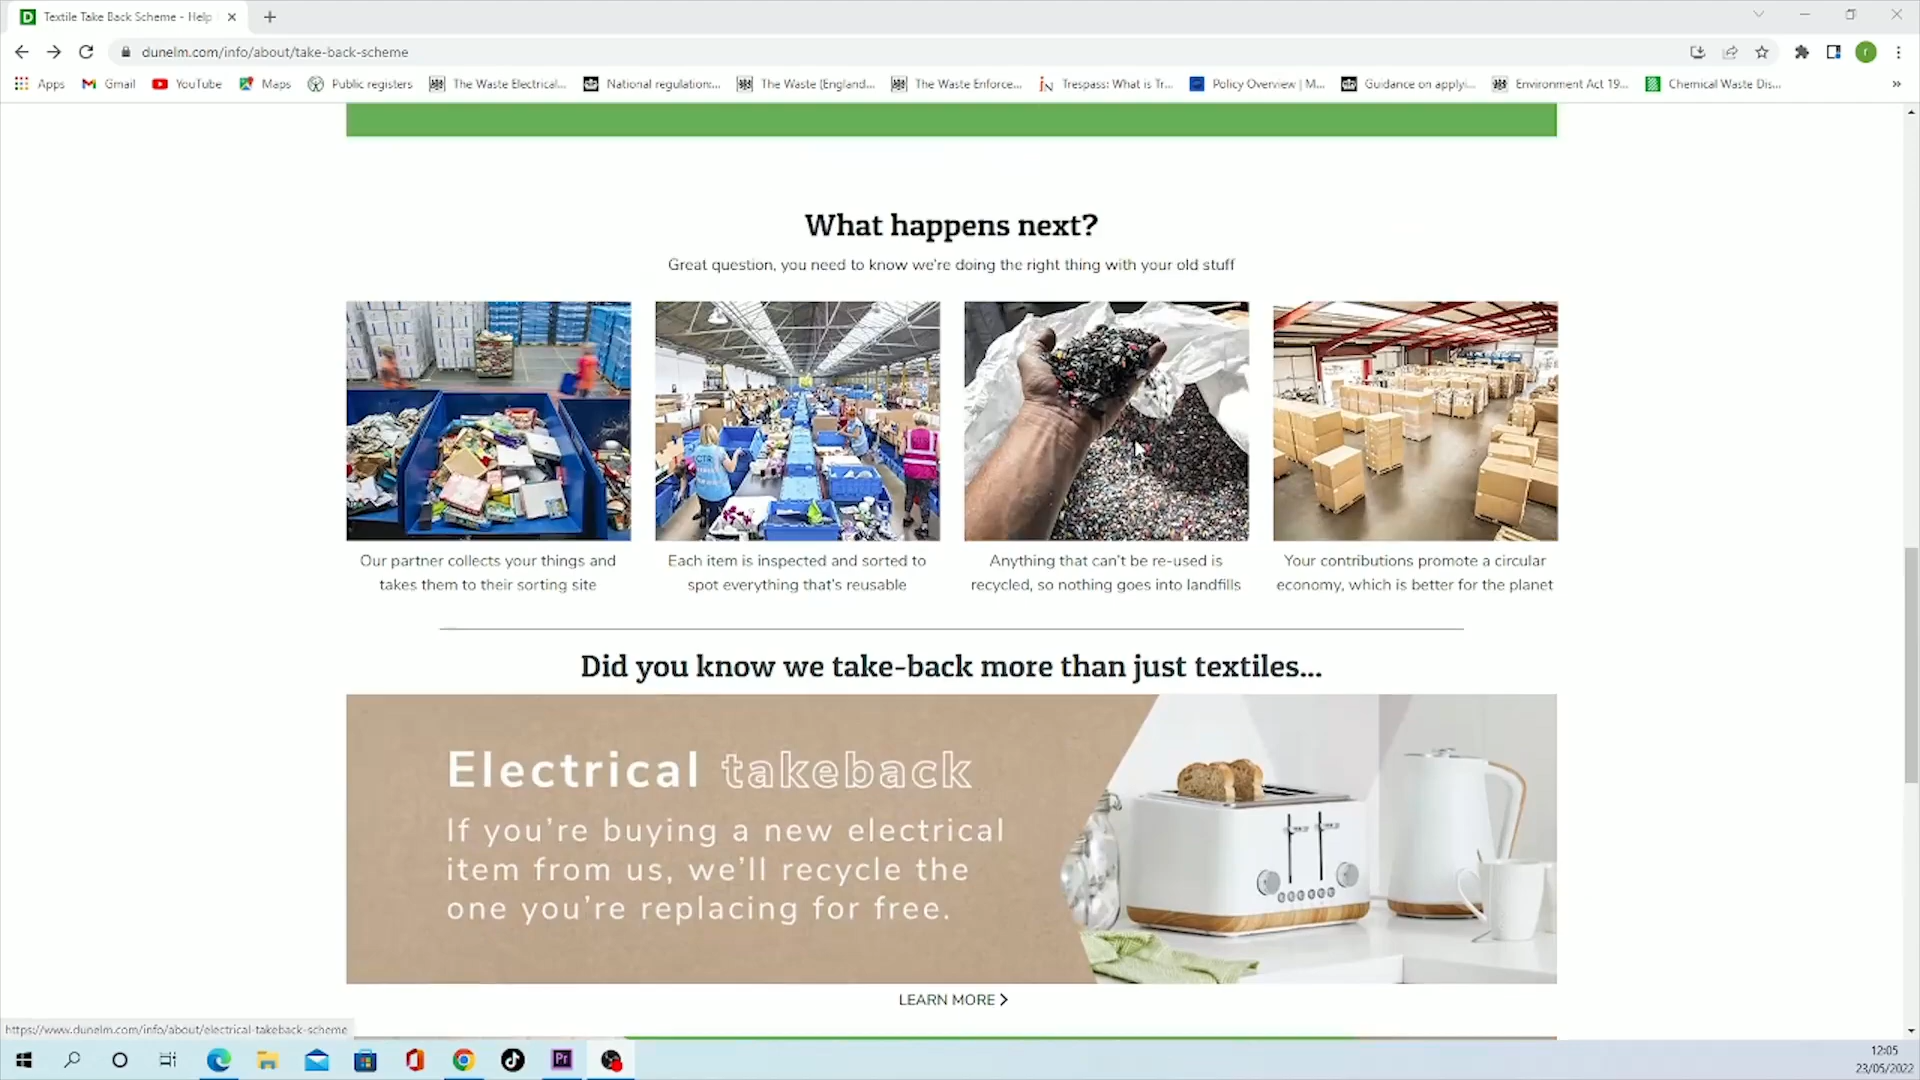 Textile Take Back Scheme - Help
dunelm.com/info/about/take-back-scheme
Apps
Gmail
YouTube
Maps
Public registers
The Waste Electrical...
National regulation:...
The Waste (England...
The Waste Enforce...
Trespass: What is Tr...
Policy Overview | M...
Guidance on applyi...
Environment Act 19...
Chemical Waste Dis...
What happens next?
Great question, you need to know we're doing the right thing with your old stuff
Our partner collects your things and
takes them to their sorting site
Each item is inspected and sorted to
spot everything that's reusable
Anything that can't be re-used is
recycled, so nothing goes into landfills
Your contributions promote a circular
economy, which is better for the planet
Did you know we take-back more than just textiles...
Electrical takeback
If you're buying a new electrical
item from us, we'll recycle the
one you're replacing for free.
LEARN MORE
https://www.dunelm.com/info/about/electrical-takeback-scheme
12:05
23/05/2022